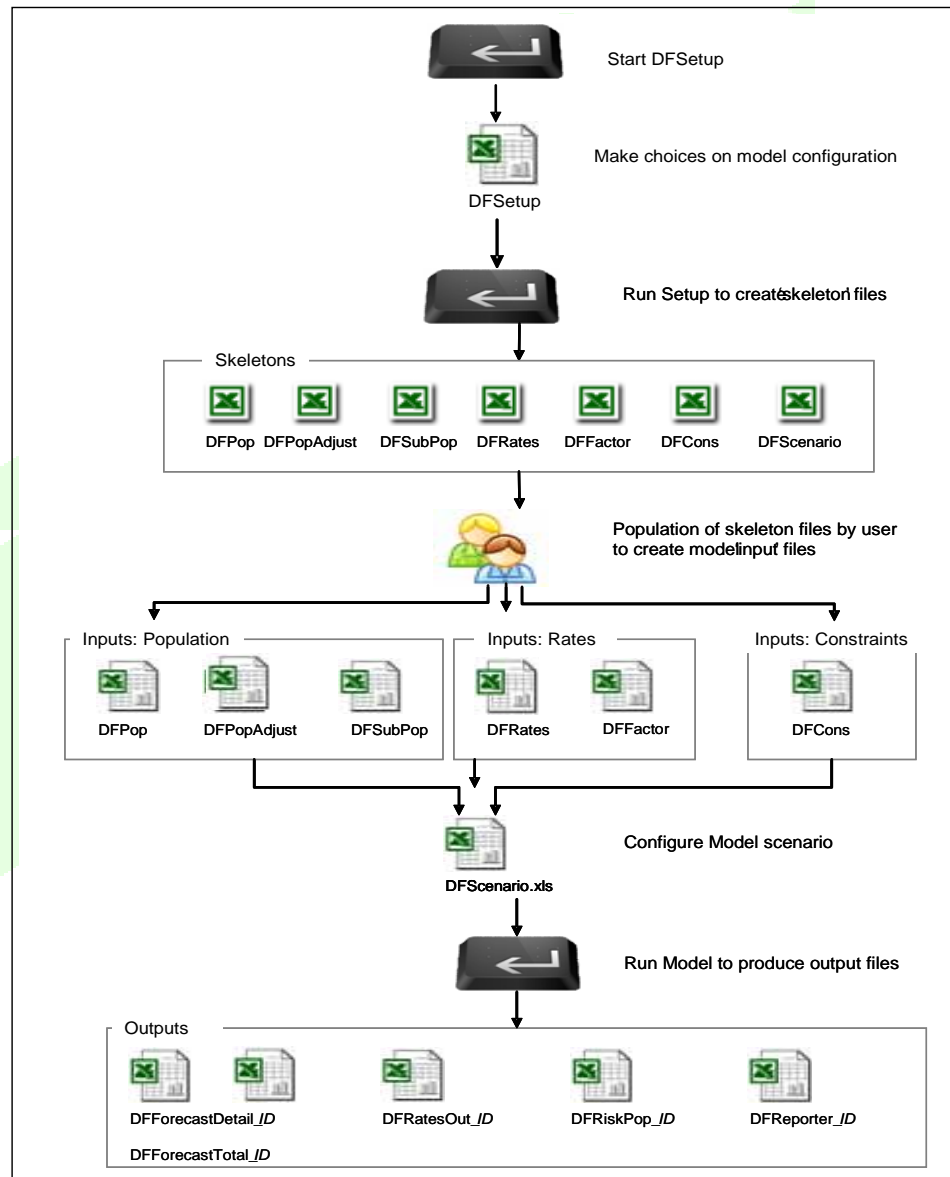 Start DFSetup
Make choices on model configuration
DFSetup
Run Setup to create'skeleton' files
Skeletons
DFPop DFPopAdjust DFSubPop DFRates DFFactor DFCons DFScenario
Population of skeleton files by user
to create modelinput' files
Inputs: Population Inputs: Rates Inputs: Constraints
DFPop DFPopAdjust DFSubPop DFRates DFFactor DFCons
Configure Model scenario
DFScenario.xls
Run Model to produce output files
Outputs
DFForecastDetail_ID DFRatesOut_ID DFRiskPop_ID DFReporter_ID
DFForecastTotal_ID